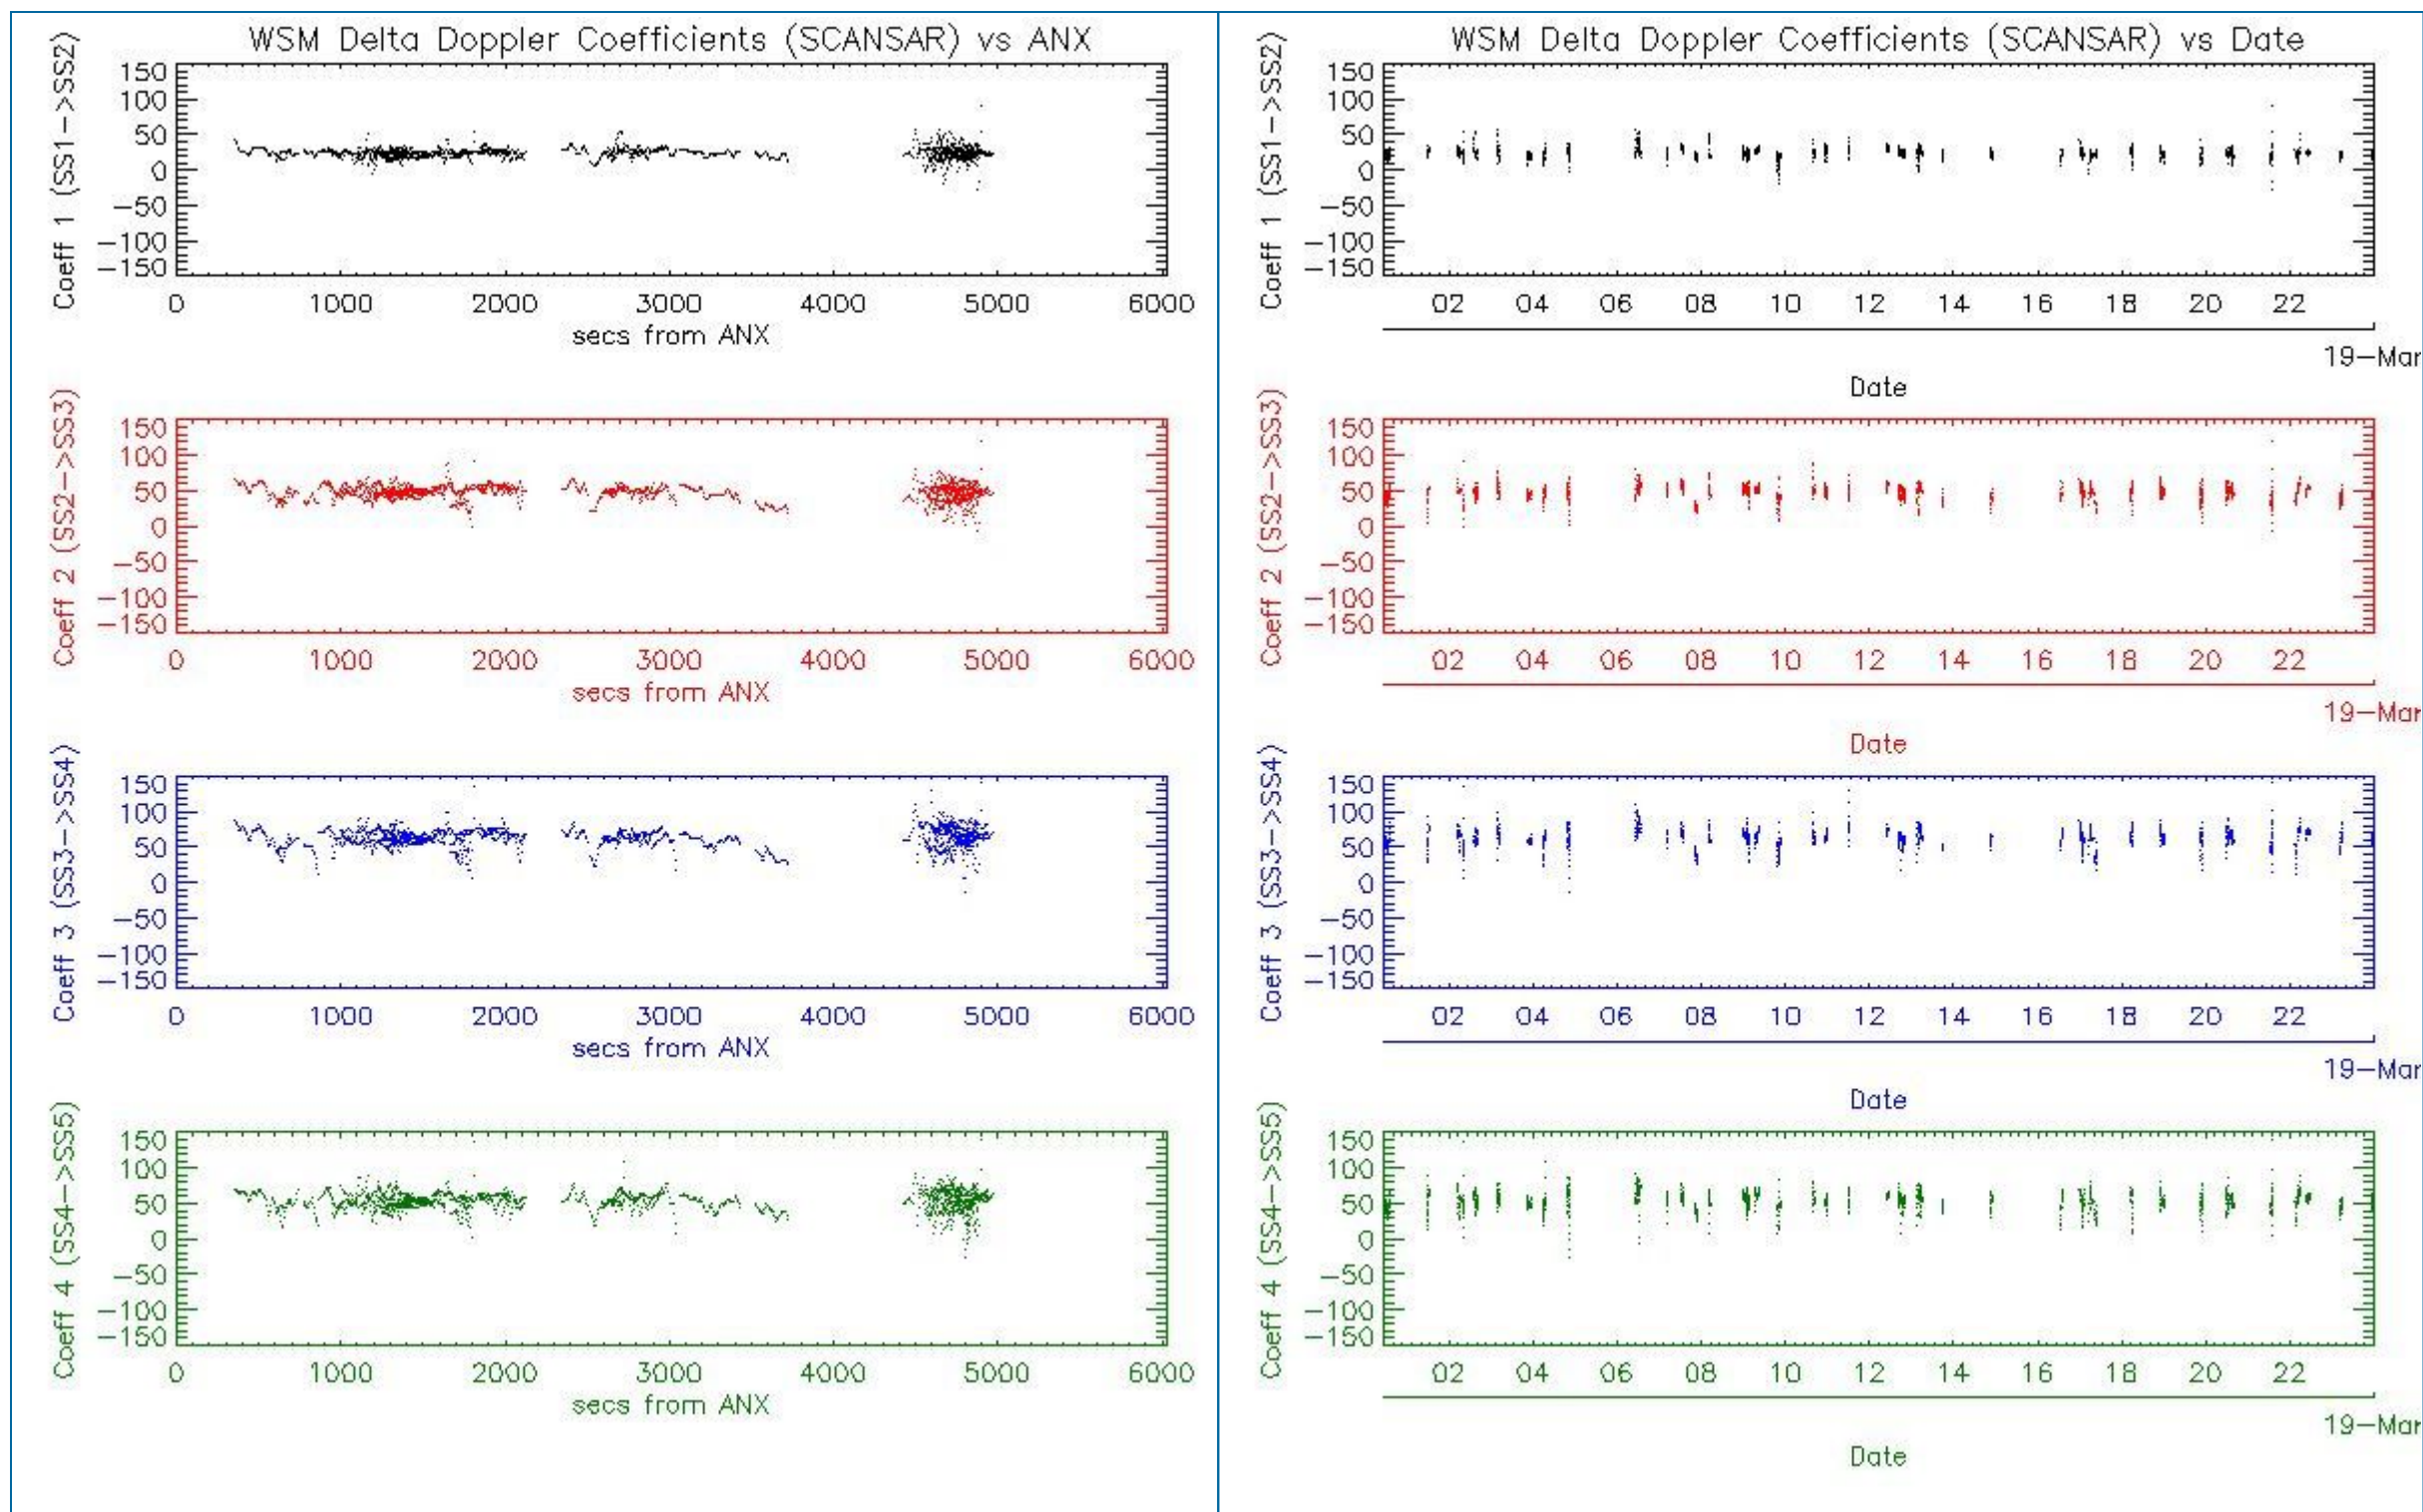 WSM Delta Doppler Coefficients (SCANSAR) vs ANX
Coeff 1 (SS1->SS2)
150
100
50
0
-50
-100
-150
0 1000 2000 3000 4000 5000 6000
secs from ANX
Coeff 2 (SS2->SS3)
150
100
50
0
-50
-100
-150
0 1000 2000 3000 4000 5000 6000
secs from ANX
Coeff 3 (SS3->SS4)
150
100
50
0
-50
-100
-150
0 1000 2000 3000 4000 5000 6000
secs from ANX
Coeff 4 (SS4->SS5)
150
100
50
0
-50
-100
-150
0 1000 2000 3000 4000 5000 6000
secs from ANX
WSM Delta Doppler Coefficients (SCANSAR) vs Date
Coeff 1 (SS1->SS2)
150
100
50
0
-50
-100
-150
02 04 06 08 10 12 14 16 18 20 22
19-Mar
Date
Coeff 2 (SS2->SS3)
150
100
50
0
-50
-100
-150
02 04 06 08 10 12 14 16 18 20 22
19-Mar
Date
Coeff 3 (SS3->SS4)
150
100
50
0
-50
-100
-150
02 04 06 08 10 12 14 16 18 20 22
19-Mar
Date
Coeff 4 (SS4->SS5)
150
100
50
0
-50
-100
-150
02 04 06 08 10 12 14 16 18 20 22
19-Mar
Date